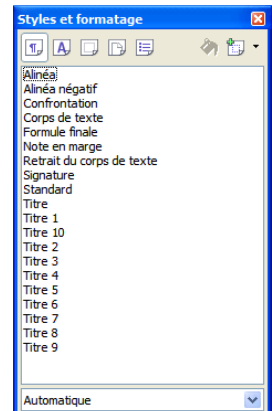 Styles et formatage
Alinéa
Alinéa négatif
Confrontation
Corps de texte
Formule finale
Note en marge
Retrait du corps de texte
Signature
Standard
Titre
Titre 1
Titre 10
Titre 2
Titre 3
Titre 4
Titre 5
Titre 6
Titre 7
Titre 8
Titre 9
Automatique